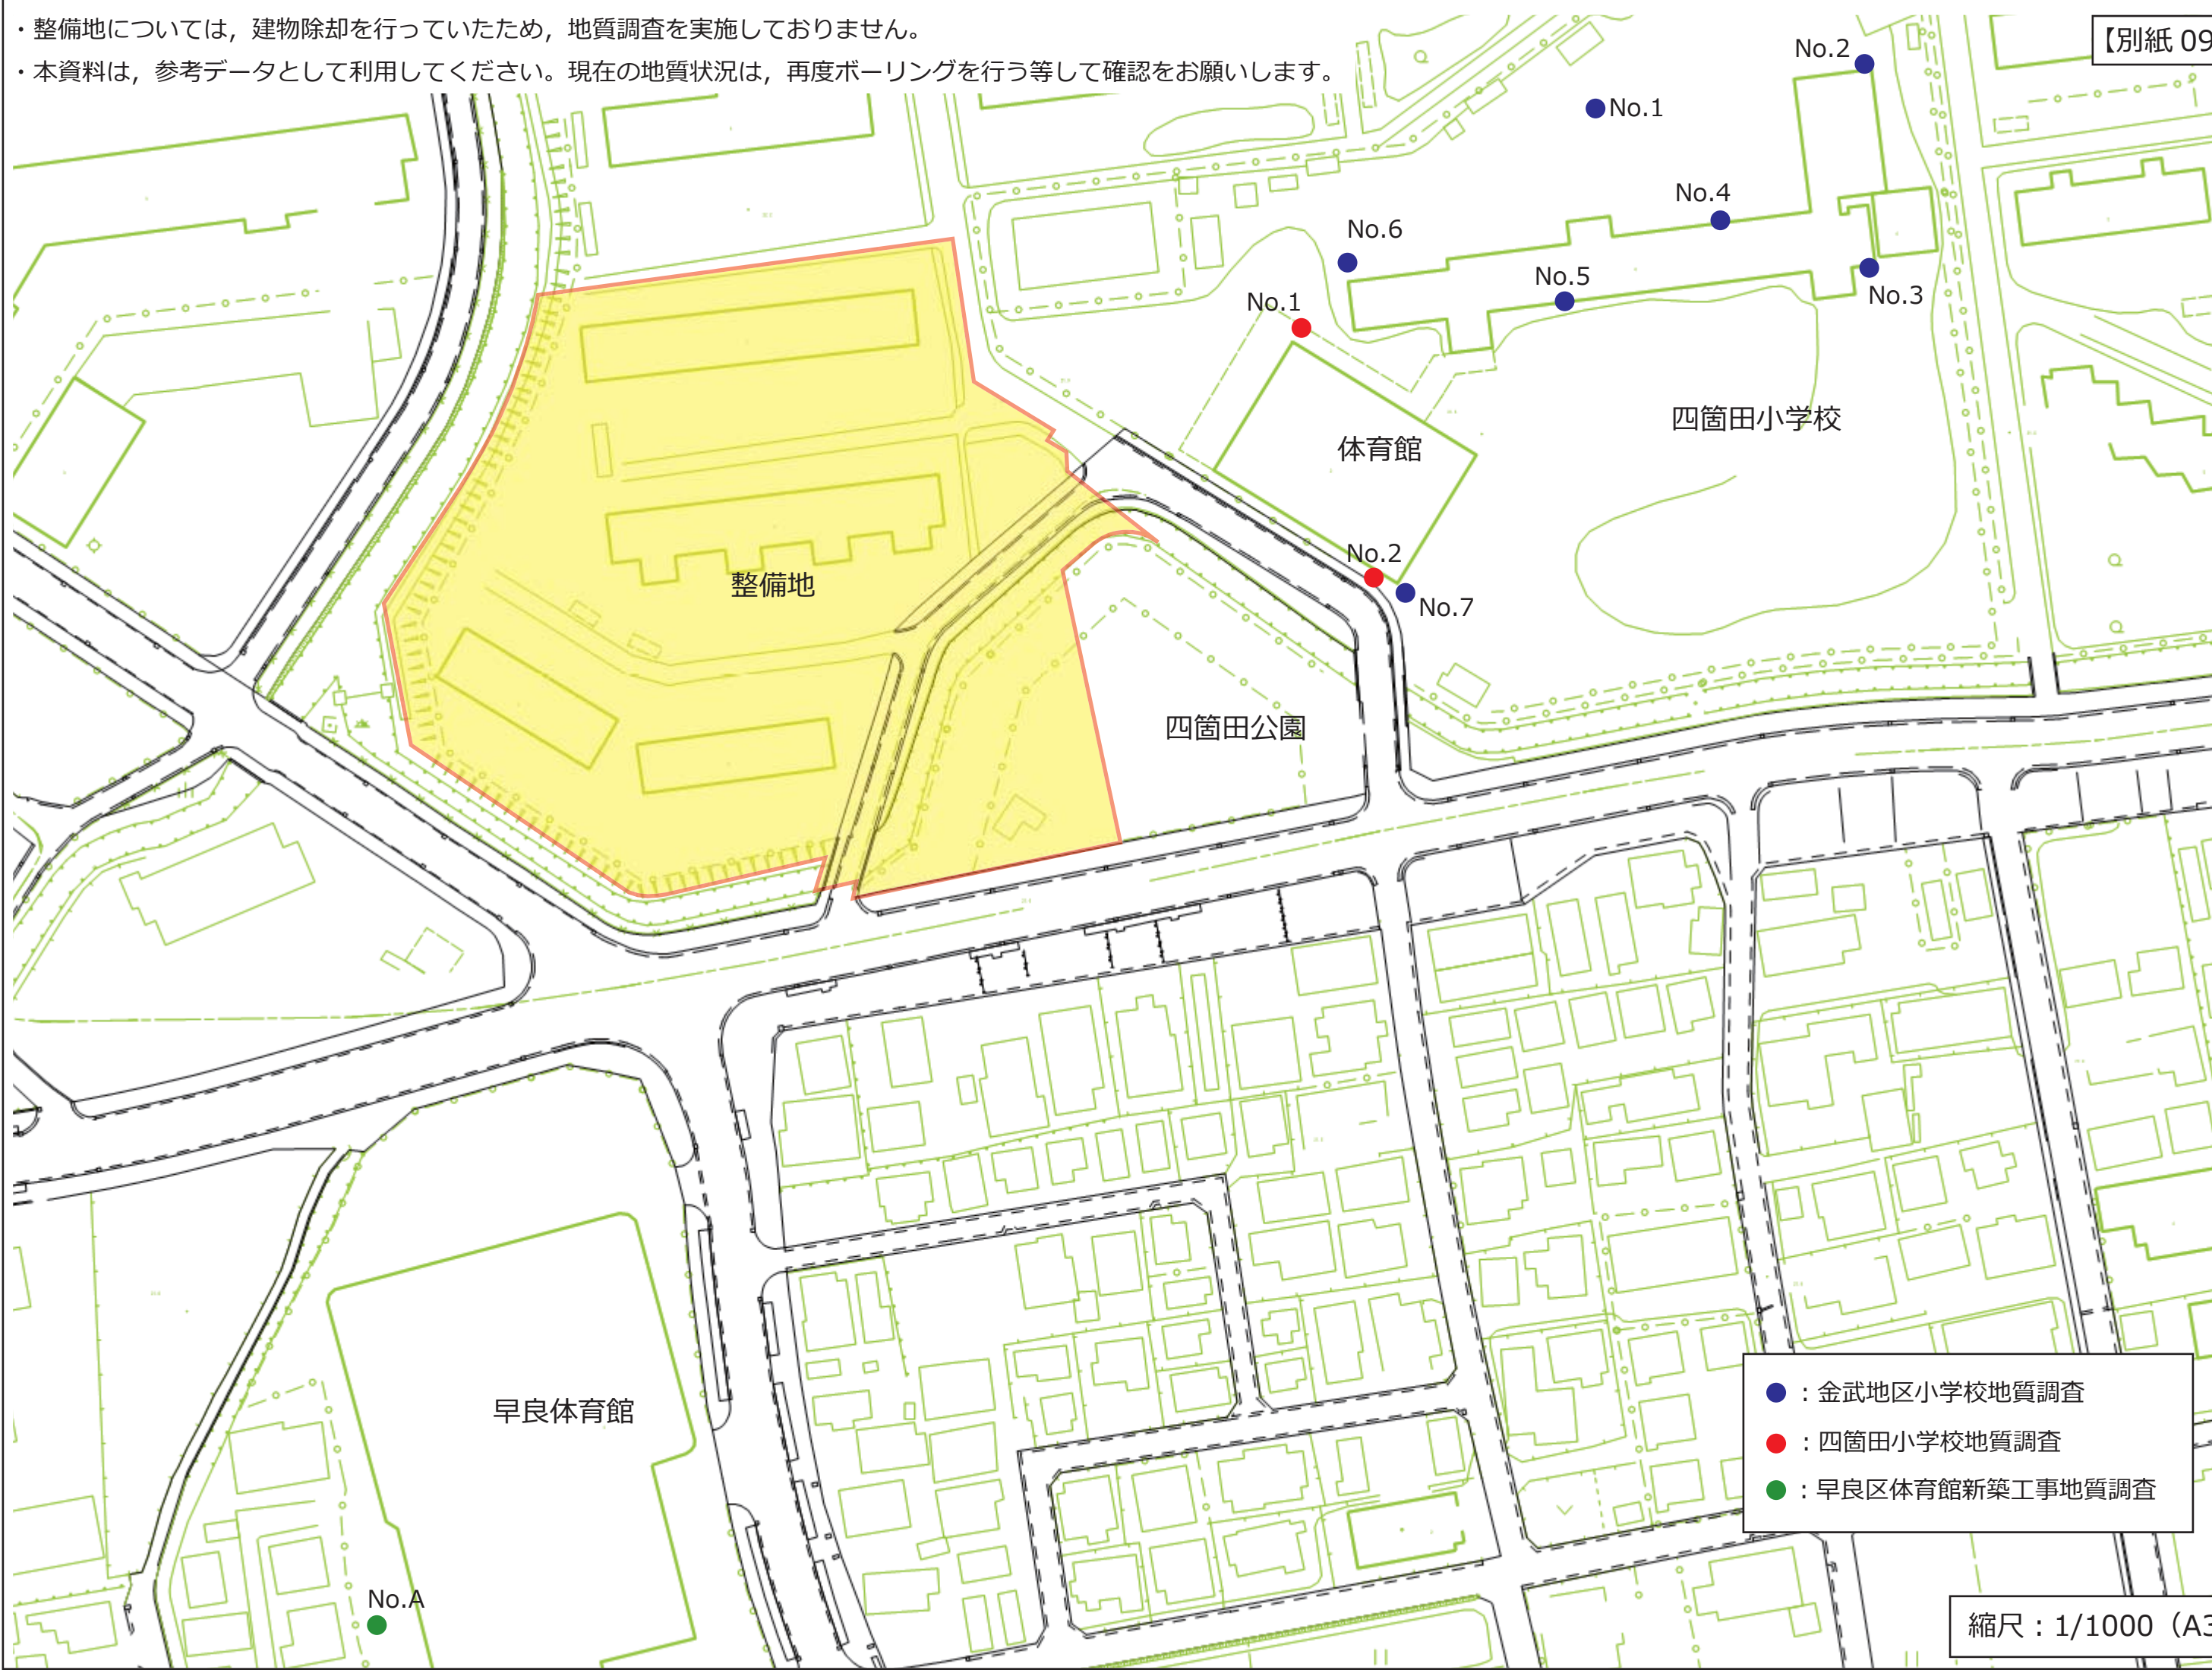 ・整備地については，建物除却を行っていたため，地質調査を実施しておりません。
・本資料は，参考データとして利用してください。現在の地質状況は，再度ボーリングを行う等して確認をお願いします。
【別紙 09
No.2
No.1
No.4
No.6
No.5
No.3
No.1
四箇田小学校
体育館
No.2
整備地
No.7
四箇田公園
早良体育館
：金武地区小学校地質調査
：四箇田小学校地質調査
：早良区体育館新築工事地質調査
No.A
縮尺：1/1000（A3